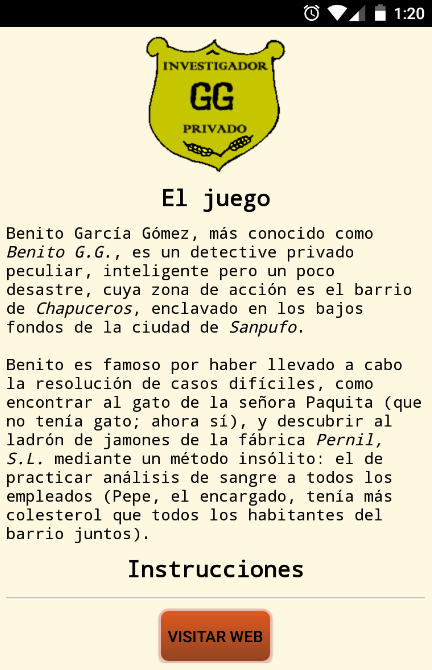 1:20
INVESTIGADOR
GG
PRIVADO
El juego
Benito García Gómez, más conocido como
Benito G.G., es un detective privado
peculiar, inteligente pero un poco
desastre, cuya zona de acción es el barrio
de Chapuceros, enclavado en los bajos
fondos de la ciudad de Sanpufo.
Benito es famoso por haber llevado a cabo
la resolución de casos difíciles, como
encontrar al gato de la señora Paquita (que
no tenía gato; ahora sí), y descubrir al
ladrón de jamones de la fábrica Pernil,
S.L. mediante un método insólito: el de
practicar análisis de sangre a todos los
empleados (Pepe, el encargado, tenía más
colesterol que todos los habitantes del
barrio juntos).
Instrucciones
VISITAR WEB